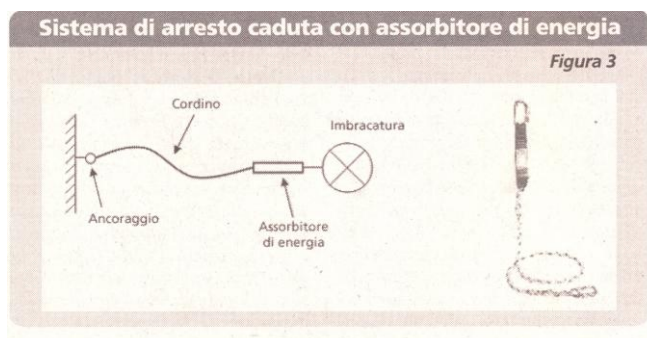 Sistema di arresto caduta con assorbitore di energia
Figura 3
Cordino
Imbracatura
Ancoraggio
Assorbitore
di energia